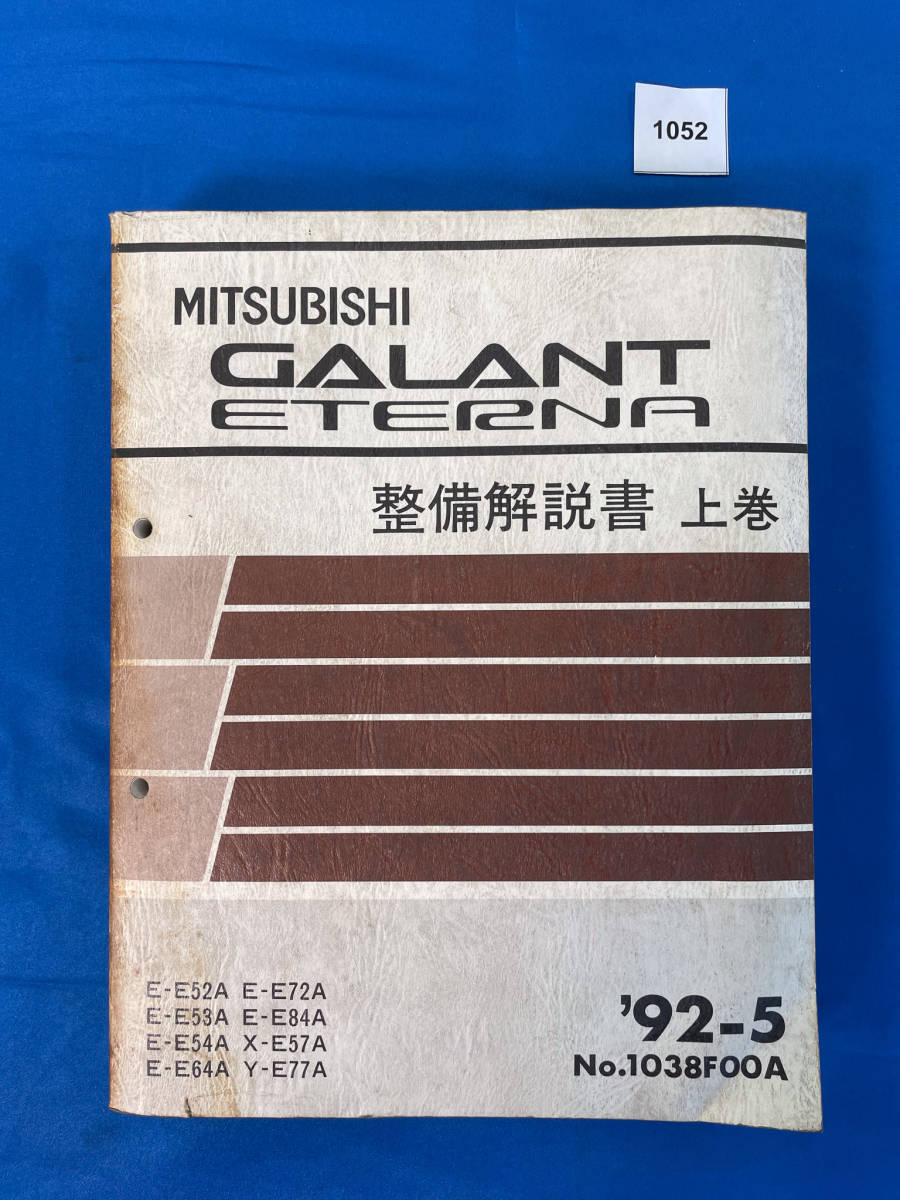 1052
MITSUBISHI
GALANT
ETERNA
整備解説書 上巻
E-E52A E-E72A
E-E53A E-E84A
E-E54A X-E57A
E-E64A Y-E77A
'92-5
No.1038F00A